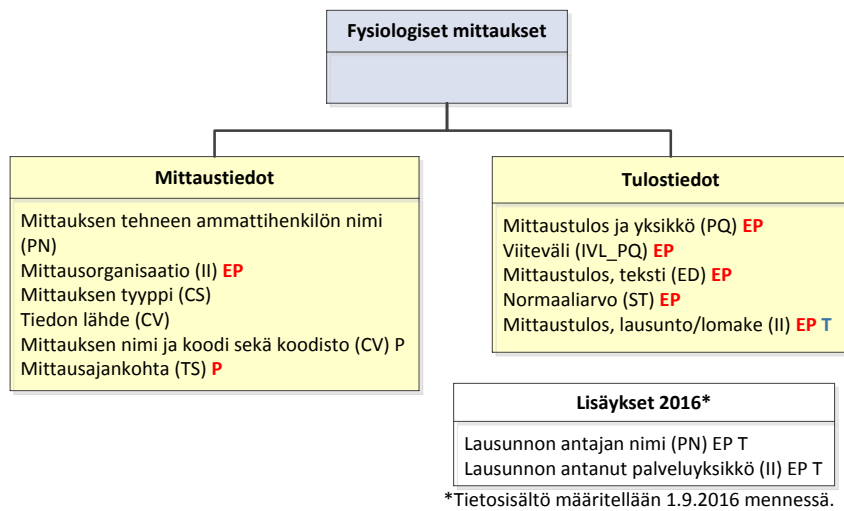 Fysiologiset mittaukset
Mittaustiedot
Mittauksen tehneen ammattihenkilön nimi
(PN)
Mittausorganisaatio (II) EP
Mittauksen tyyppi (CS)
Tiedon lähde (CV)
Mittauksen nimi ja koodi sekä koodisto (CV) P
Mittausajankohta (TS) P
Tulostiedot
Mittaustulos ja yksikkö (PQ) EP
Viiteväli (IVL_PQ) EP
Mittaustulos, teksti (ED) EP
Normaaliarvo (ST) EP
Mittaustulos, lausunto/lomake (II) EP T
Lisäykset 2016*
Lausunnon antajan nimi (PN) EP T
Lausunnon antanut palveluyksikkö (II) EP T
*Tietosisältö määritellään 1.9.2016 mennessä.